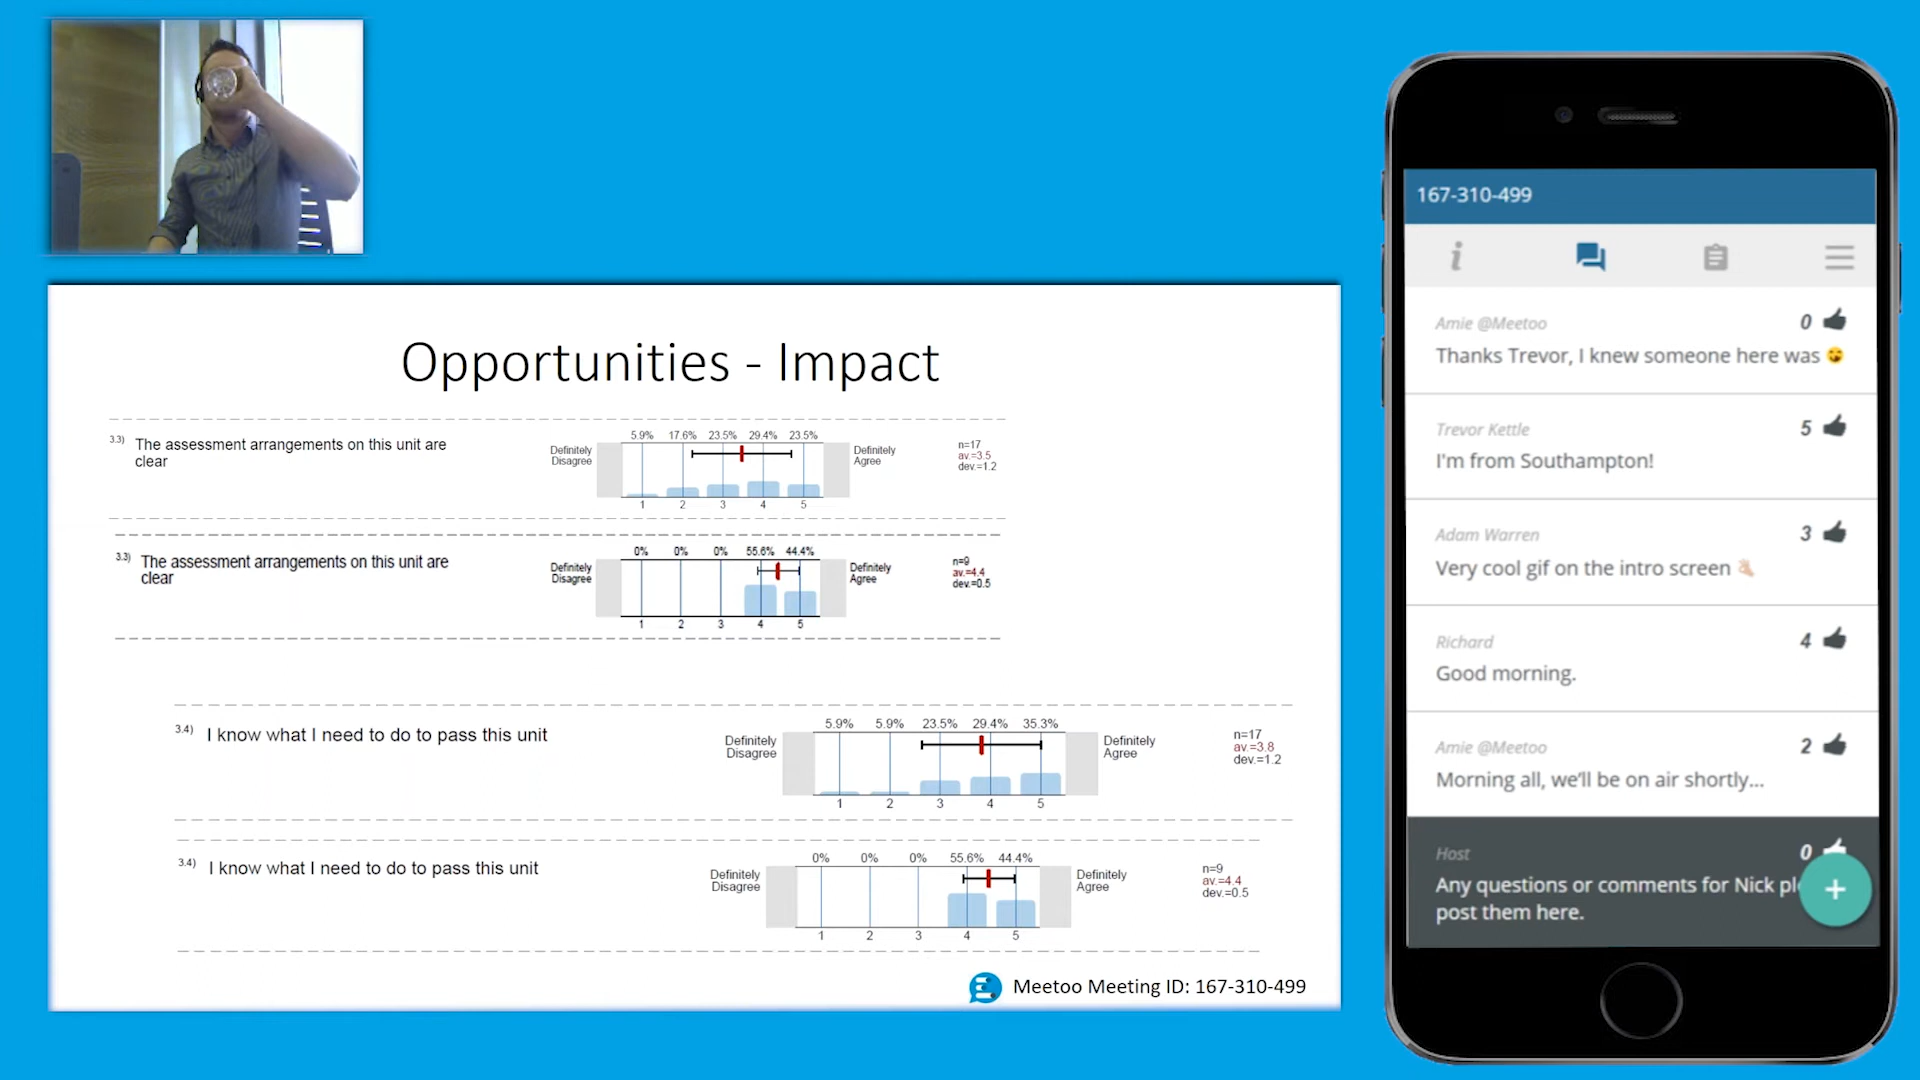 Opportunities - Impact
3.3) The assessment arrangements on this unit are
clear
Definitely
Disagree
5.9% 17.6% 23.5% 29.4% 23.5%
1 2 3 4 5
Definitely
Agree
n=17
av.=3.5
dev.=1.2
3.3) The assessment arrangements on this unit are
clear
Definitely
Disagree
0% 0% 0% 55.6% 44.4%
1 2 3 4 5
Definitely
Agree
n=9
av.=4.4
dev.=0.5
3.4) I know what I need to do to pass this unit
Definitely
Disagree
5.9% 5.9% 23.5% 29.4% 35.3%
1 2 3 4 5
Definitely
Agree
n=17
av.=3.8
dev.=1.2
3.4) I know what I need to do to pass this unit
Definitely
Disagree
0% 0% 0% 55.6% 44.4%
1 2 3 4 5
Definitely
Agree
n=9
av.=4.4
dev.=0.5
Meetoo Meeting ID: 167-310-499
167-310-499
Amie @Meetoo 0
Thanks Trevor, I knew someone here was
Trevor Kettle 5
I'm from Southampton!
Adam Warren 3
Very cool gif on the intro screen
Richard 4
Good morning.
Amie @Meetoo 2
Morning all, we'll be on air shortly...
Host 0
Any questions or comments for Nick
post them here.